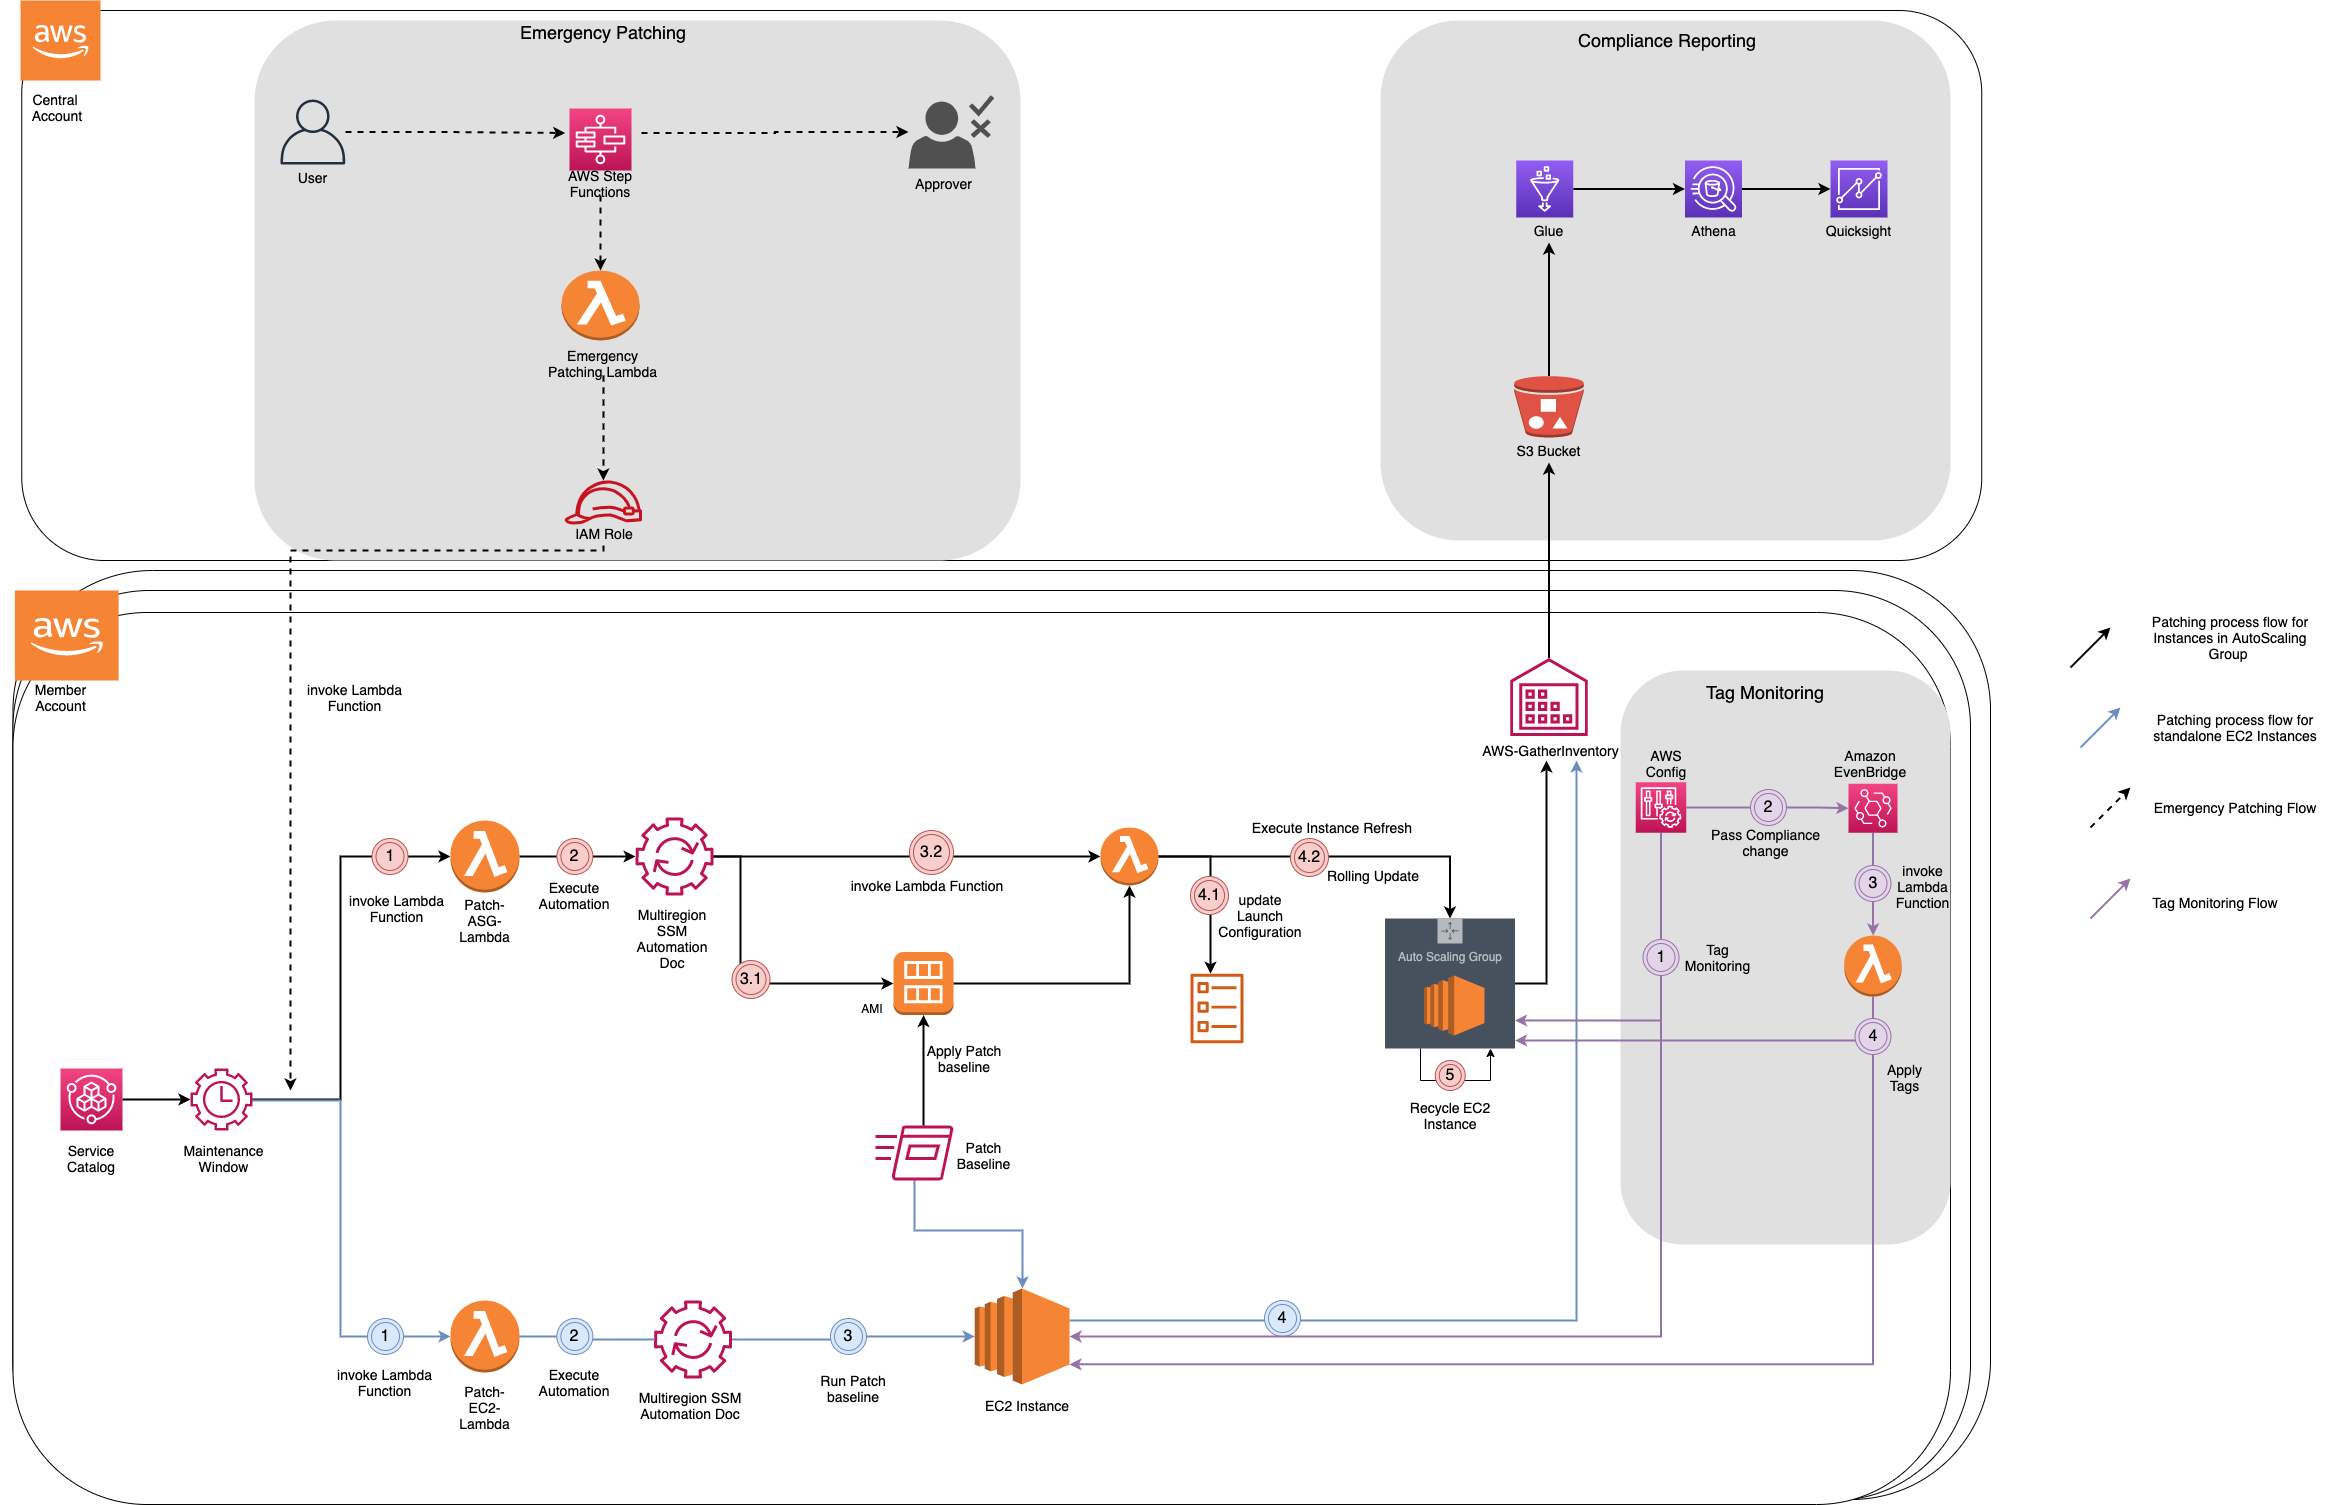 aws
Central
Account
Emergency Patching
User
AWS Step
Functions
Approver
Emergency
Patching Lambda
IAM Role
Compliance Reporting
Glue
Athena
Quicksight
S3 Bucket
aws
Member
Account
invoke Lambda
Function
AWS-GatherInventory
Tag Monitoring
AWS
Config
Amazon
EvenBridge
2
Pass Compliance
change
3
invoke
Lambda
Function
1
Tag
Monitoring
4
Apply
Tags
1
invoke Lambda
Function
Patch-
ASG-
Lambda
2
Execute
Automation
Multiregion
SSM
Automation
Doc
3.2
invoke Lambda Function
3.1
AMI
Apply Patch
baseline
Patch
Baseline
Execute Instance Refresh
4.2
Rolling Update
4.1
update
Launch
Configuration
Auto Scaling Group
5
Recycle EC2
Instance
Service
Catalog
Maintenance
Window
1
invoke Lambda
Function
Patch-
EC2-
Lambda
2
Execute
Automation
Multiregion SSM
Automation Doc
3
Run Patch
baseline
EC2 Instance
4
Patching process flow for
Instances in AutoScaling
Group
Patching process flow for
standalone EC2 Instances
Emergency Patching Flow
Tag Monitoring Flow